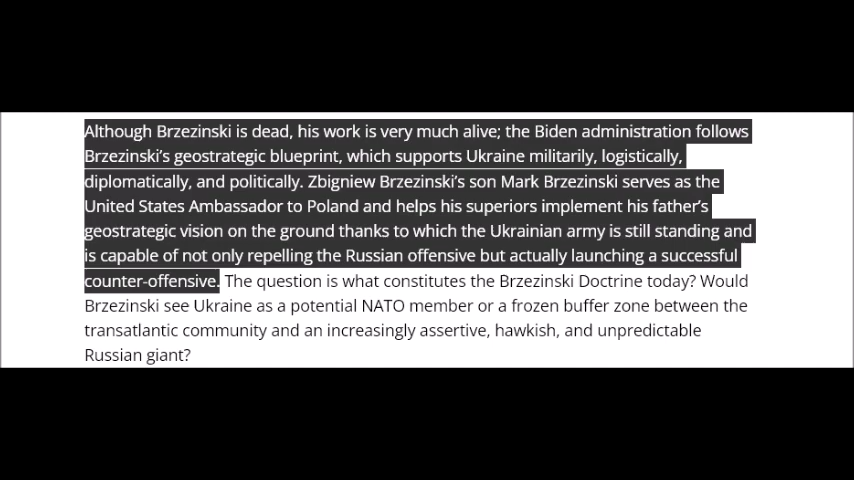 Although Brzezinski is dead, his work is very much alive; the Biden administration follows
Brzezinski’s geostrategic blueprint, which supports Ukraine militarily, logistically,
diplomatically, and politically. Zbigniew Brzezinski’s son Mark Brzezinski serves as the
United States Ambassador to Poland and helps his superiors implement his father’s
geostrategic vision on the ground thanks to which the Ukrainian army is still standing and
is capable of not only repelling the Russian offensive but actually launching a successful
counter-offensive. The question is what constitutes the Brzezinski Doctrine today? Would
Brzezinski see Ukraine as a potential NATO member or a frozen buffer zone between the
transatlantic community and an increasingly assertive, hawkish, and unpredictable
Russian giant?